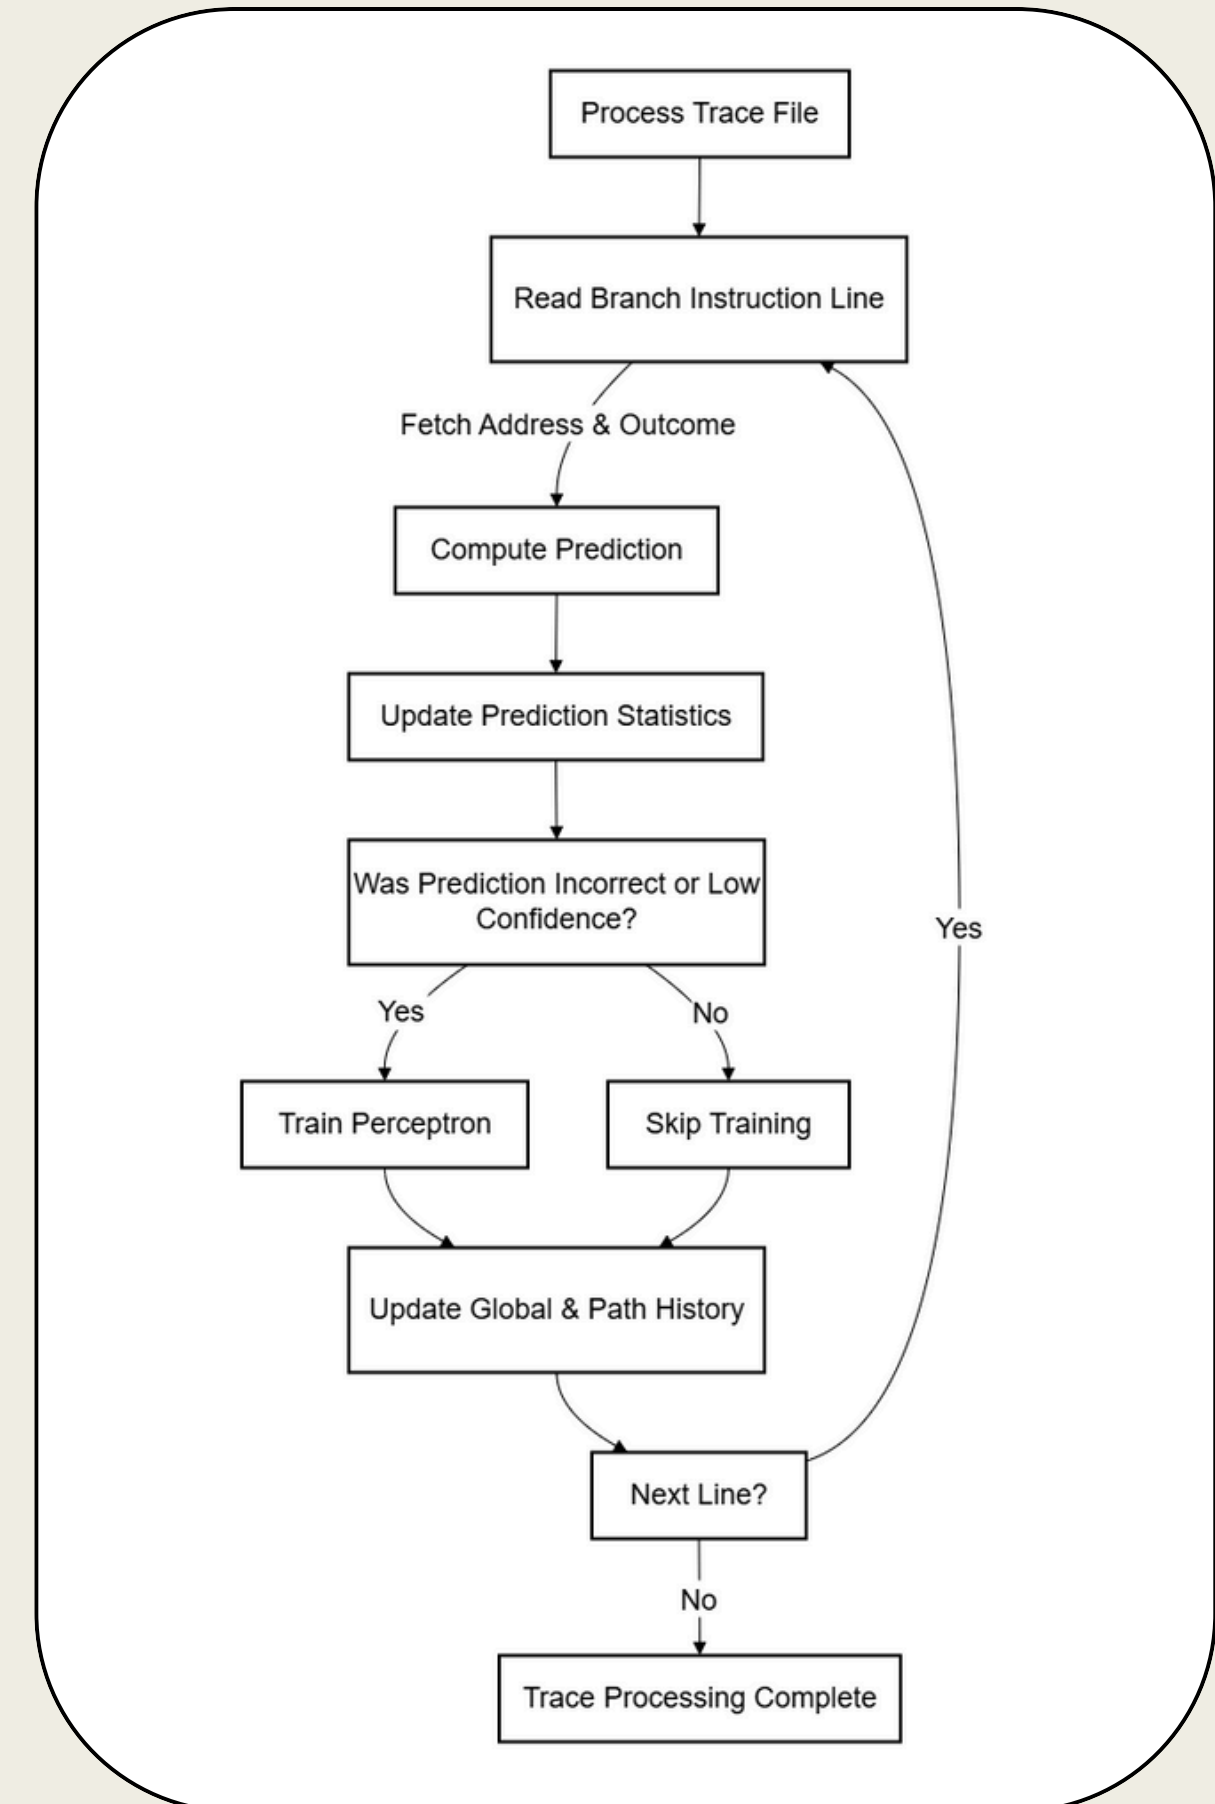 Process Trace File
Read Branch Instruction Line
Fetch Address & Outcome
Compute Prediction
Update Prediction Statistics
Was Prediction Incorrect or Low
Confidence?
Yes
No
Yes
Train Perceptron
Skip Training
Update Global & Path History
Next Line?
No
Trace Processing Complete